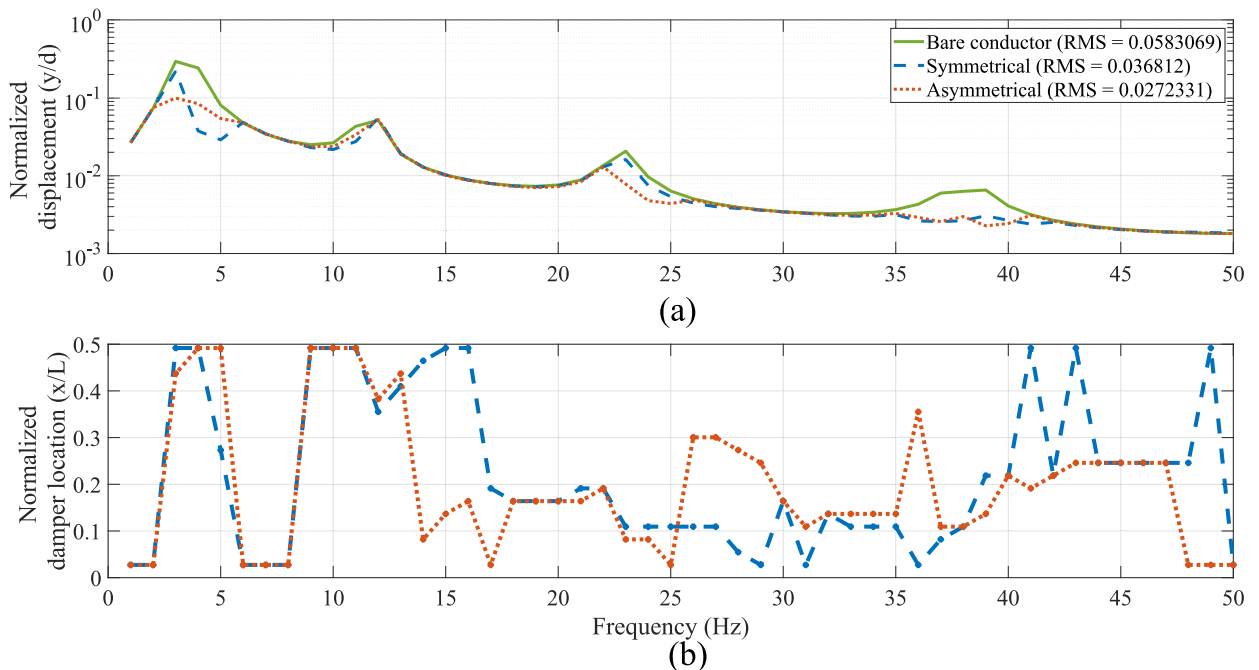 10^0
10^-1
10^-2
10^-3
Normalized
displacement (y/d)
Bare conductor (RMS = 0.0583069)
Symmetrical (RMS = 0.036812)
Asymmetrical (RMS = 0.0272331)
0 5 10 15 20 25 30 35 40 45 50
(a)
0.5
0.4
0.3
0.2
0.1
0
Normalized
damper location (x/L)
0 5 10 15 20 25 30 35 40 45 50
Frequency (Hz)
(b)